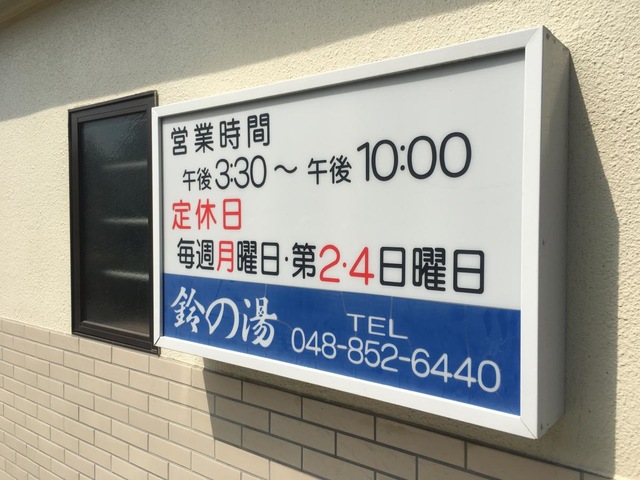 営業時間
午後3:30～午後10:00
定休日
毎週月曜日・第2・4日曜日
鈴の湯 TEL 048-852-6440